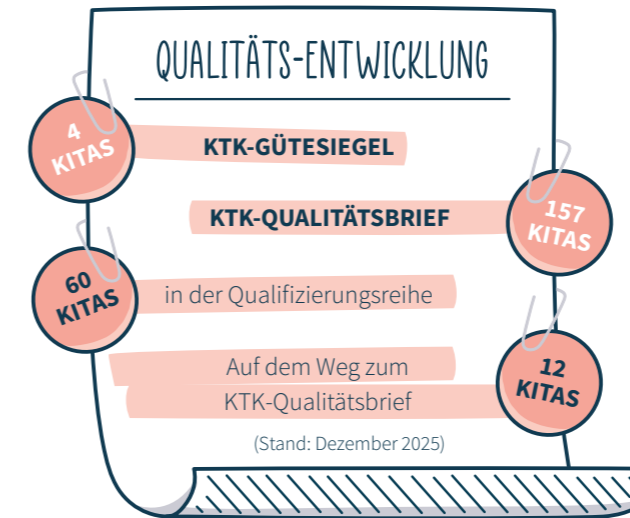 QUALITÄTS-ENTWICKLUNG
4
KITAS
KTK-GÜTESIEGEL
KTK-QUALITÄTSBRIEF
157
KITAS
60
KITAS
in der Qualifizierungsreihe
Auf dem Weg zum
KTK-Qualitätsbrief
12
KITAS
(Stand: Dezember 2025)